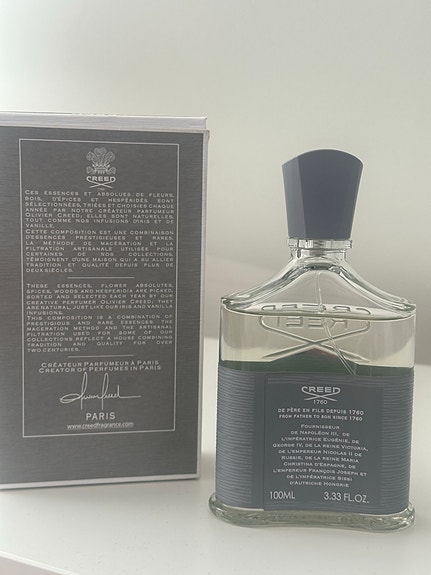 CREED
CES ESSENCES ET ABSOLUES DE FLEURS,
BOIS, D'ÉPICES ET HESPÉRIDÉS SONT
SÉLECTIONNÉES, TRIÉES ET CHOISIES CHAQUE
ANNÉE PAR NOTRE CRÉATEUR PARFUMEUR
OLIVIER CREED; ELLES SONT NATURELLES,
TOUT COMME NOS INFUSIONS D'IRIS ET DE
VANILLE.
CETTE COMPOSITION EST UNE COMBINAISON
D'ESSENCES PRESTIGIEUSES ET RARES.
LA MÉTHODE DE MACÉRATION ET LA
FILTRATION ARTISANALE UTILISÉE POUR
CERTAINES DE NOS COLLECTIONS,
TÉMOIGNENT D'UNE MAISON QUI A SU ALLIER
TRADITION ET QUALITÉ DEPUIS PLUS DE
DEUX SIÈCLES.
THESE ESSENCES, FLOWER ABSOLUTES,
SPICES, WOODS AND HESPERIDIA ARE PICKED,
SORTED AND SELECTED EACH YEAR BY OUR
CREATIVE PERFUMER OLIVIER CREED; THEY
ARE NATURAL, JUST LIKE OUR IRIS AND VANILLA
INFUSIONS.
THIS COMPOSITION IS A COMBINATION OF
PRESTIGIOUS AND RARE ESSENCES. THE
MACERATION METHOD AND THE ARTISANAL
FILTRATION USED FOR SOME OF OUR
COLLECTIONS REFLECT A HOUSE COMBINING
TRADITION AND QUALITY FOR OVER
TWO CENTURIES.
CRÉATEUR PARFUMEUR À PARIS
CREATOR OF PERFUMES IN PARIS
PARIS
www.creedfragrance.com
CREED
CREED
1760
DE PÈRE EN FILS DEPUIS 1760
FROM FATHER TO SON SINCE 1760
FOURNISSEUR
DE NAPOLÉON III, DE
L'IMPÉRATRICE EUGÉNIE, DE
GEORGE IV, DE LA REINE VICTORIA,
DE L'EMPEREUR NICOLAS II DE
RUSSIE, DE LA REINE MARIA
CHRISTINA D'ESPAGNE, DE
L'EMPEREUR FRANÇOIS JOSEPH ET
DE L'IMPÉRATRICE SISSI
D'AUTRICHE HONGRIE
100ML 3.33 FL.OZ.